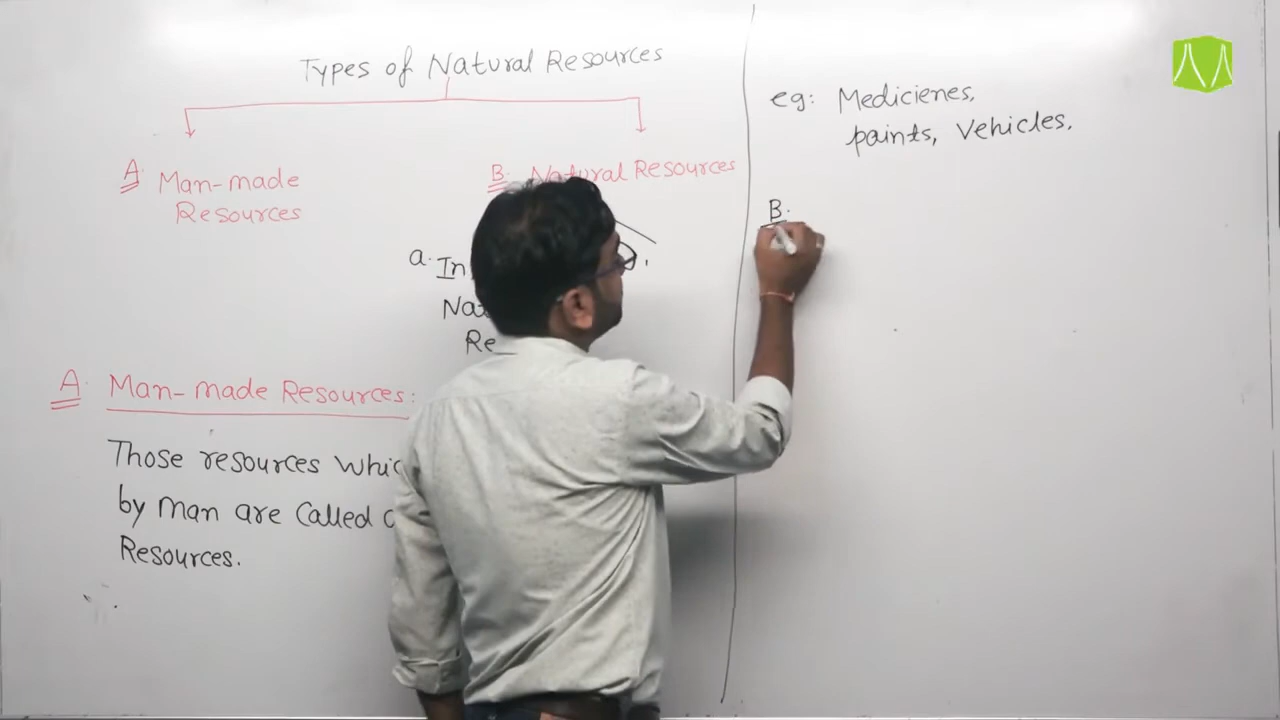 Types of Natural Resources
A. Man-made
Resources
B. Natural Resources
a. In
Na
Re
A. Man-made Resources:
Those resources whic
by man are called
Resources.
eg: Medicienes,
paints, Vehicles.
B.